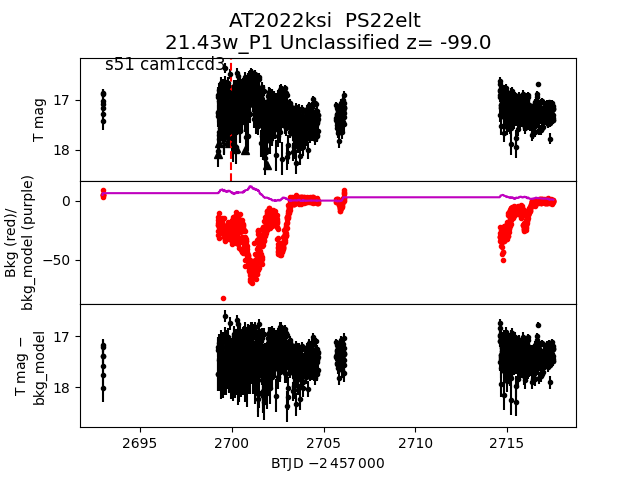 AT2022ksi  PS22elt
21.43w_P1 Unclassified z= -99.0
s51 cam1ccd3
T mag
17
18
Bkg (red)/
bkg_model (purple)
0
−50
T mag −
bkg_model
17
18
2695 2700 2705 2710 2715
BTJD −2 457 000